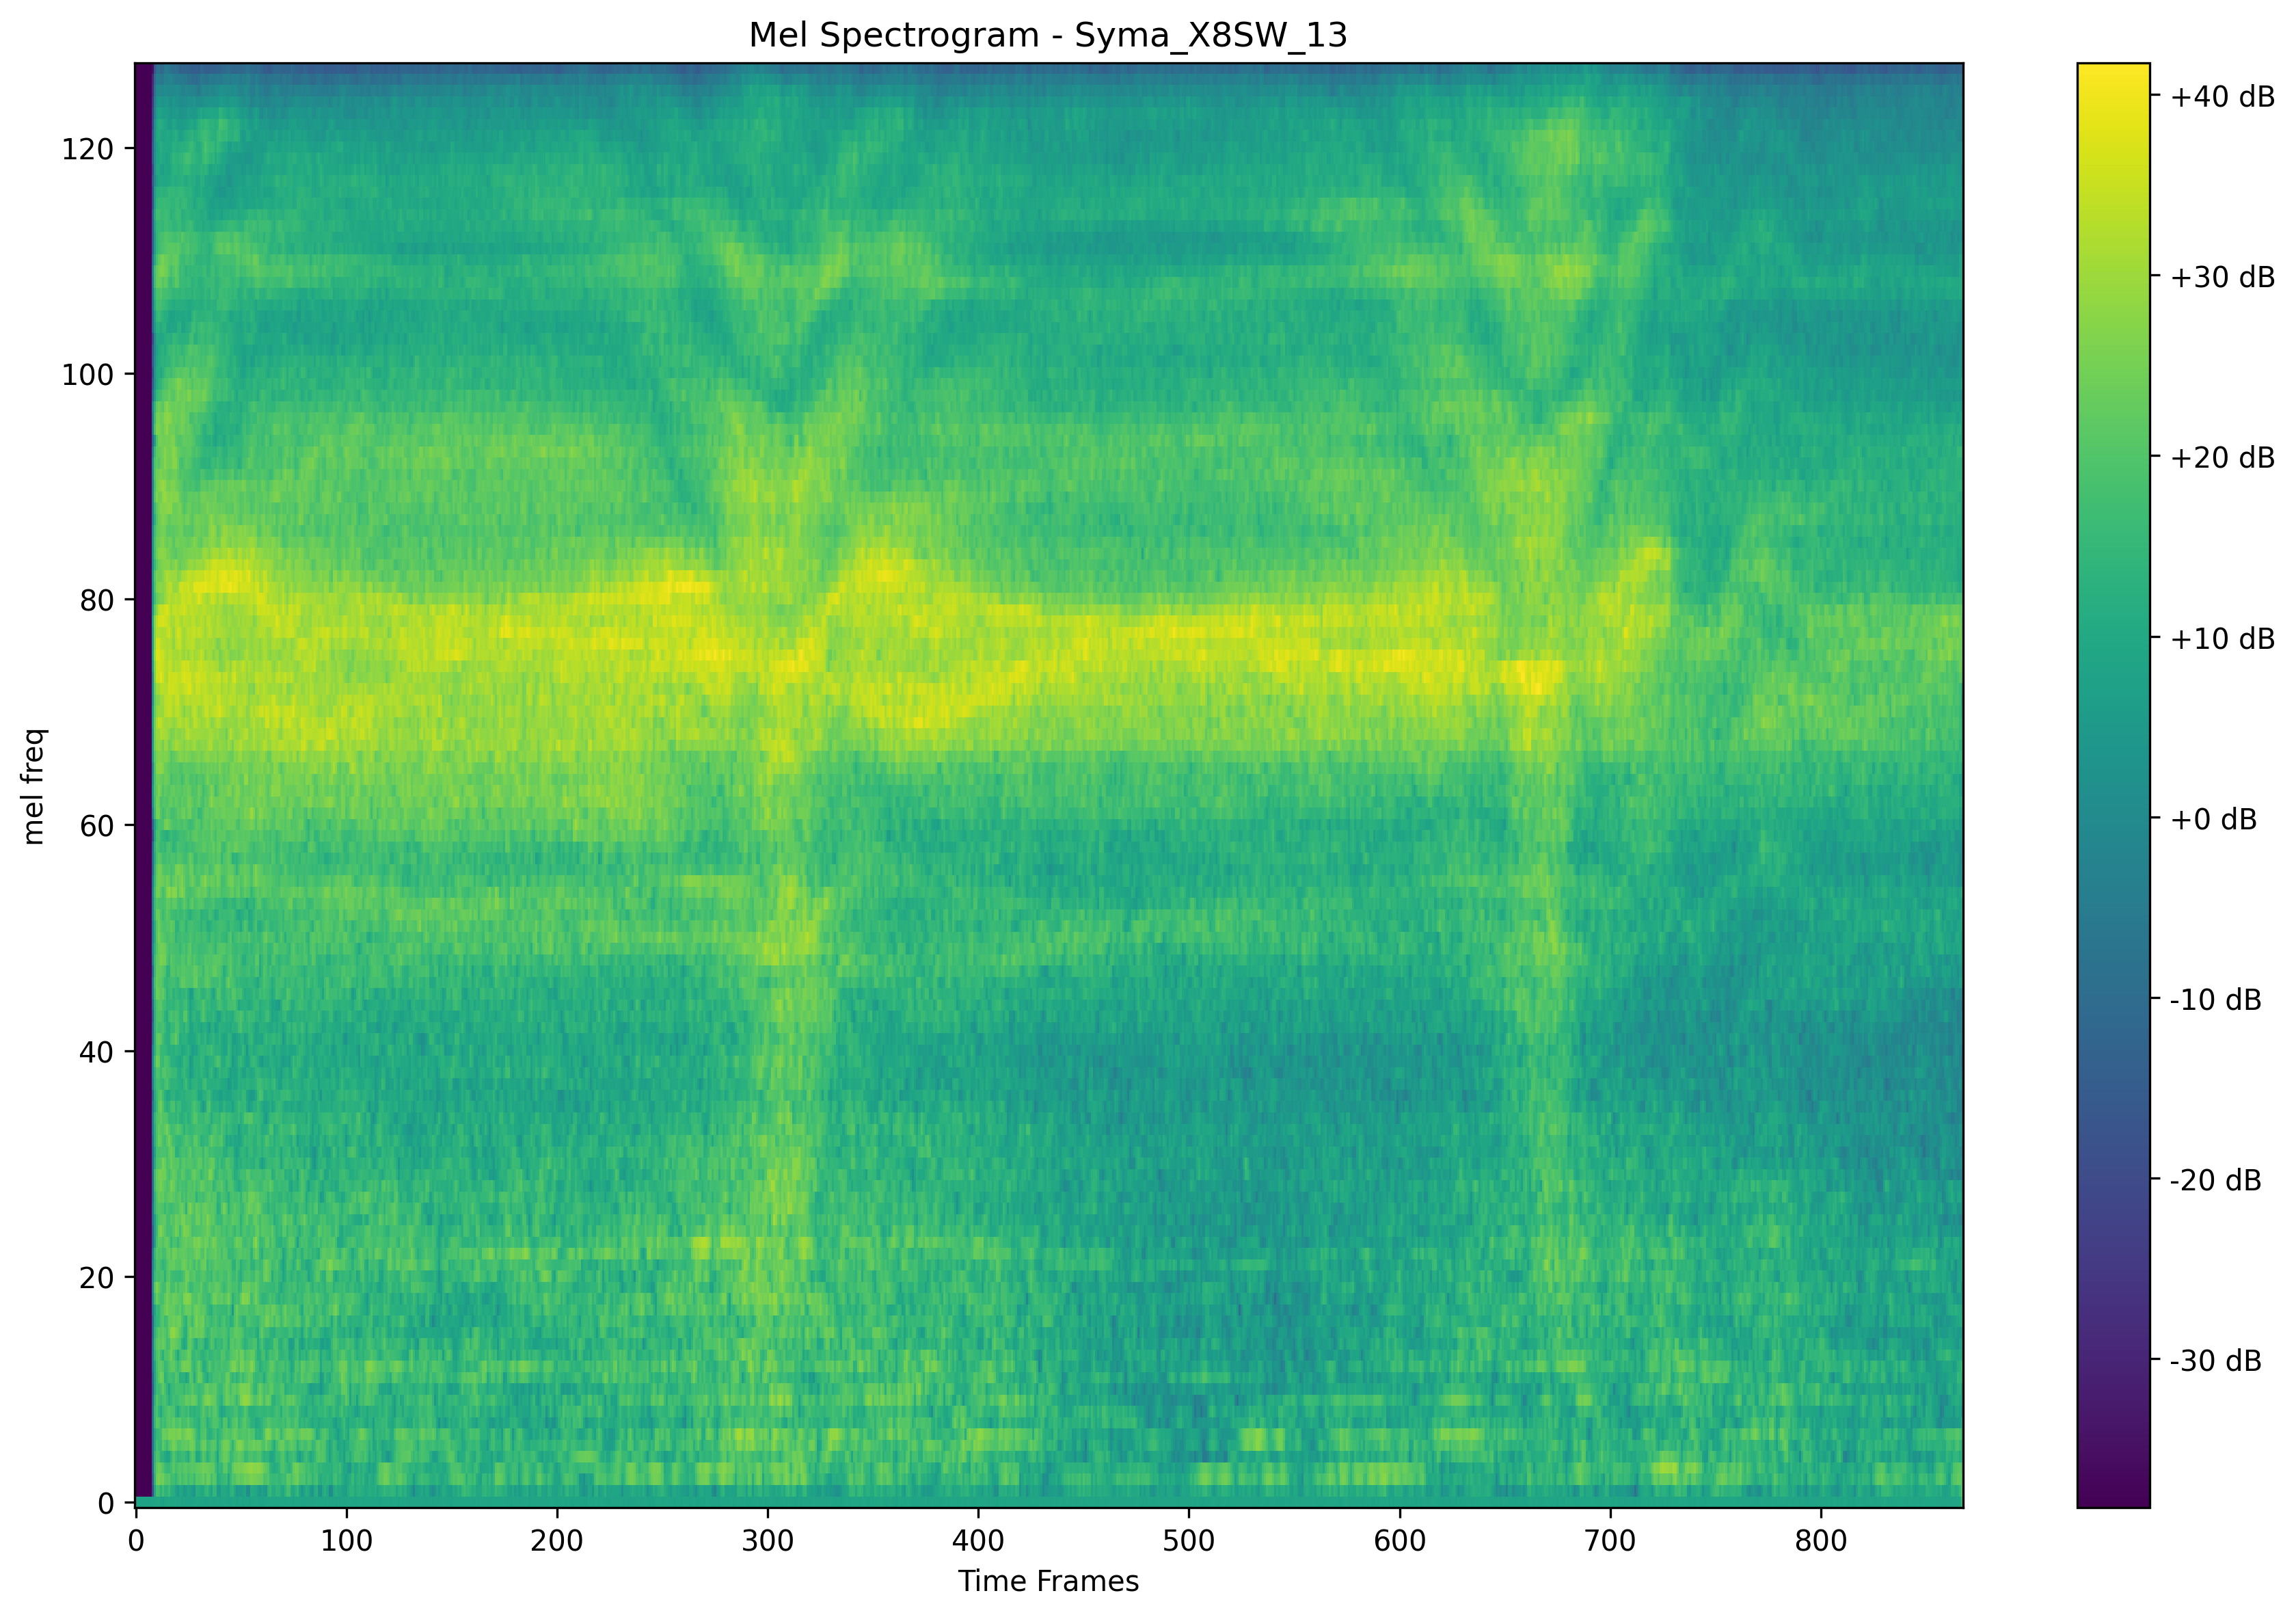 Mel Spectrogram - Syma_X8SW_13
mel freq
120
100
80
60
40
20
0
0 100 200 300 400 500 600 700 800
Time Frames
+40 dB
+30 dB
+20 dB
+10 dB
+0 dB
-10 dB
-20 dB
-30 dB